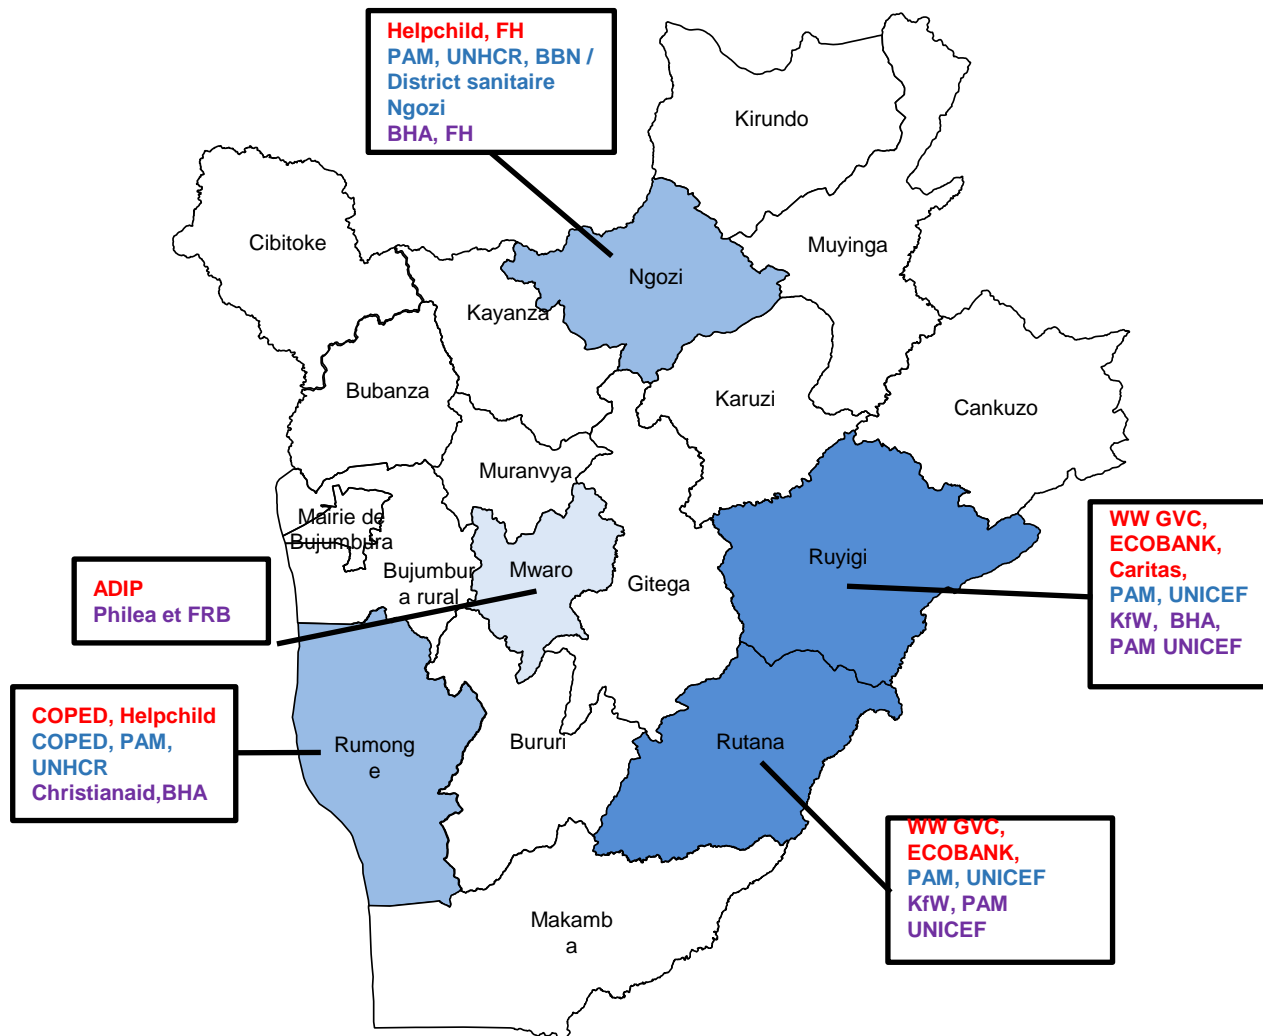 Helpchild, FH
PAM, UNHCR, BBN /
District sanitaire
Ngozi
BHA, FH
Kirundo
Cibitoke
Muyinga
Ngozi
Kayanza
Bubanza
Karuzi
Cankuzo
Muranvya
Mairie de
Bujumbura
Bujumbur
a rural
Mwaro
Gitega
Ruyigi
WW GVC,
ECOBANK,
Caritas,
PAM, UNICEF
KfW, BHA,
PAM UNICEF
ADIP
Philea et FRB
COPED, Helpchild
COPED, PAM,
UNHCR
Christianaid,BHA
Rumong
e
Bururi
Rutana
WW GVC,
ECOBANK,
PAM, UNICEF
KfW, PAM
UNICEF
Makamb
a